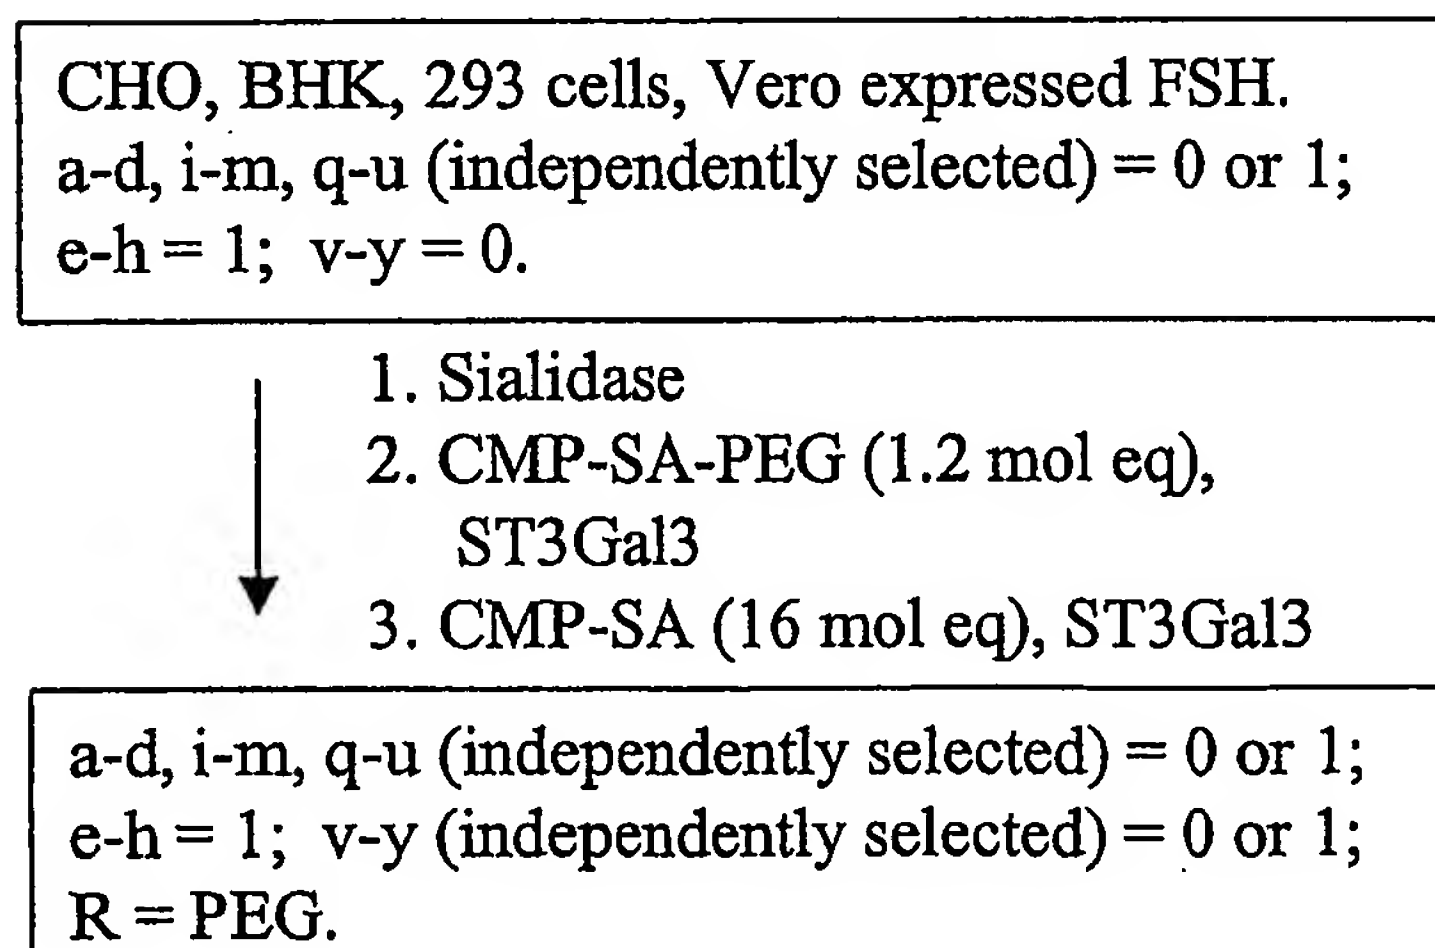 CHO, BHK, 293 cells, Vero expressed FSH.
a-d, i-m, q-u (independently selected) = 0 or 1;
e-h = 1; v-y = 0.
1. Sialidase
2. CMP-SA-PEG (1.2 mol eq),
ST3Gal3
3. CMP-SA (16 mol eq), ST3Gal3
a-d, i-m, q-u (independently selected) = 0 or 1;
e-h = 1; v-y (independently selected) = 0 or 1;
R = PEG.